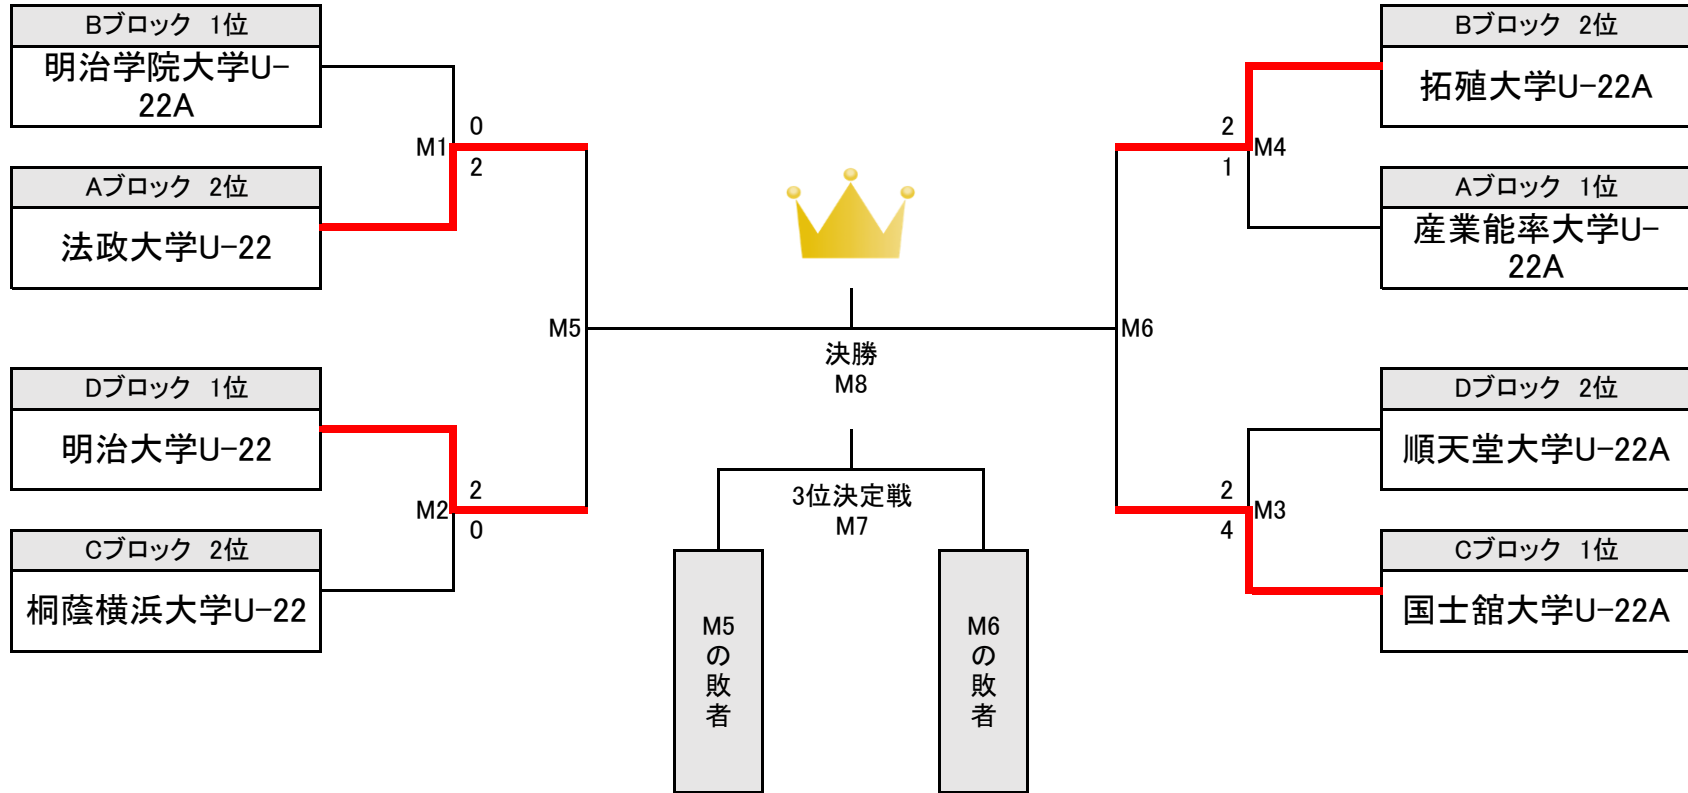 Bブロック 1位
明治学院大学U-
22A
Aブロック 2位
法政大学U-22
Dブロック 1位
明治大学U-22
Cブロック 2位
桐蔭横浜大学U-22
M1
0
2
M2
2
0
M5
決勝
M8
3位決定戦
M7
M5の敗者
M6の敗者
M6
2
1
M4
2
4
M3
Bブロック 2位
拓殖大学U-22A
Aブロック 1位
産業能率大学U-
22A
Dブロック 2位
順天堂大学U-22A
Cブロック 1位
国士舘大学U-22A